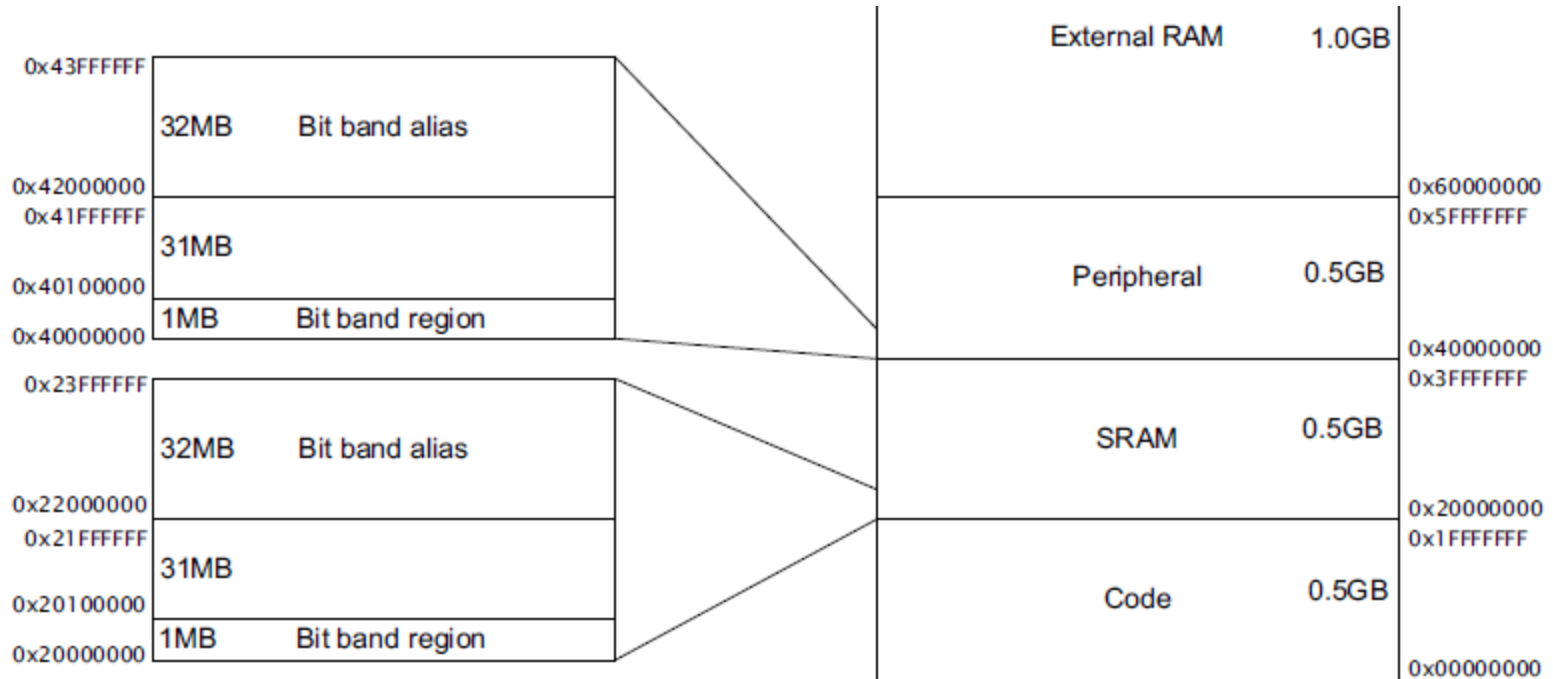 0x43FFFFFF
32MB Bit band alias
0x42000000
0x41FFFFFF
31MB
0x40100000
1MB Bit band region
0x40000000
0x23FFFFFF
32MB Bit band alias
0x22000000
0x21FFFFFF
31MB
0x20100000
1MB Bit band region
0x20000000
External RAM 1.0GB
0x60000000
0x5FFFFFFF
Peripheral 0.5GB
0x40000000
0x3FFFFFFF
SRAM 0.5GB
0x20000000
0x1FFFFFFF
Code 0.5GB
0x00000000